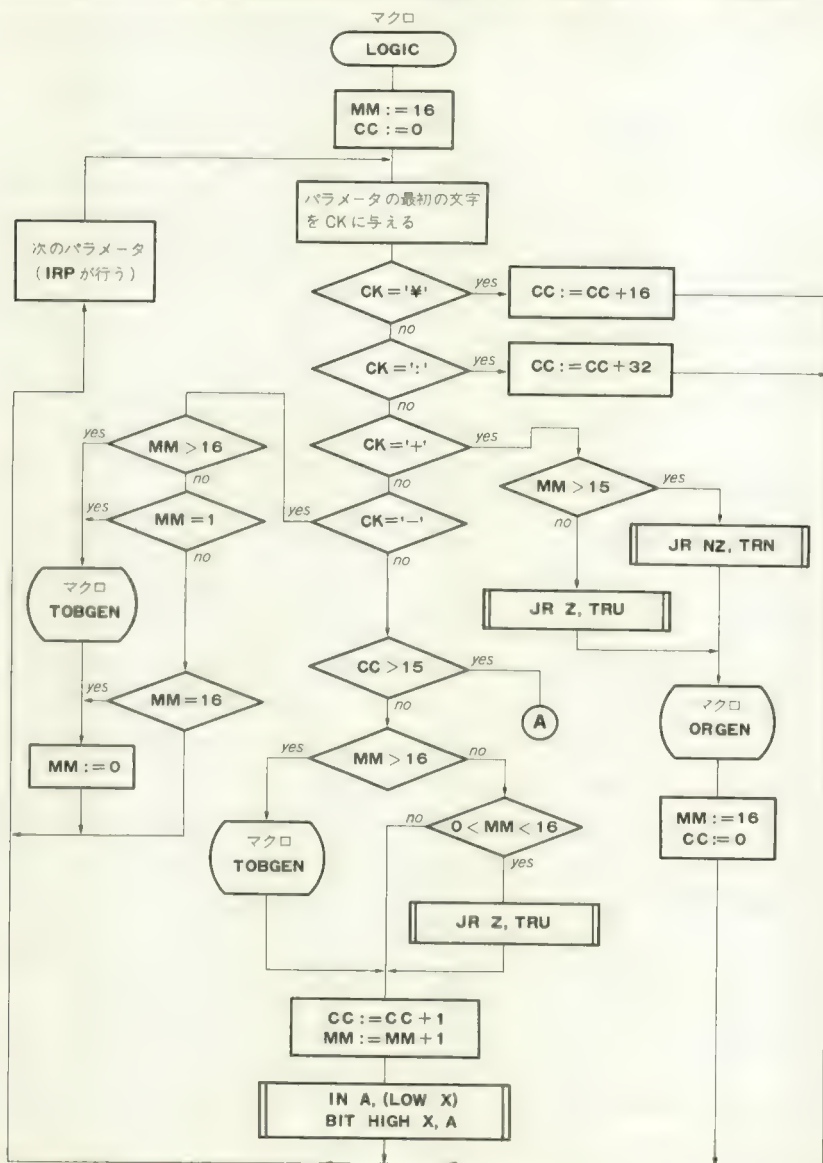 マクロ
LOGIC
MM := 16
CC := 0
パラメータの最初の文字
をCKに与える
次のパラメータ
(IRPが行う)
CK = '¥'
yes
CC := CC + 16
no
CK = ':'
yes
CC := CC + 32
no
CK = '+'
yes
no
MM > 16
yes
no
MM > 15
yes
no
MM = 1
yes
no
CK = '−'
yes
no
JR NZ, TRN
JR Z, TRU
マクロ
TOBGEN
CC > 15
yes
no
A
MM = 16
yes
マクロ
ORGEN
MM > 16
yes
no
MM := 0
0 < MM < 16
no
yes
MM := 16
CC := 0
マクロ
TOBGEN
JR Z, TRU
CC := CC + 1
MM := MM + 1
IN A, (LOW X)
BIT HIGH X, A